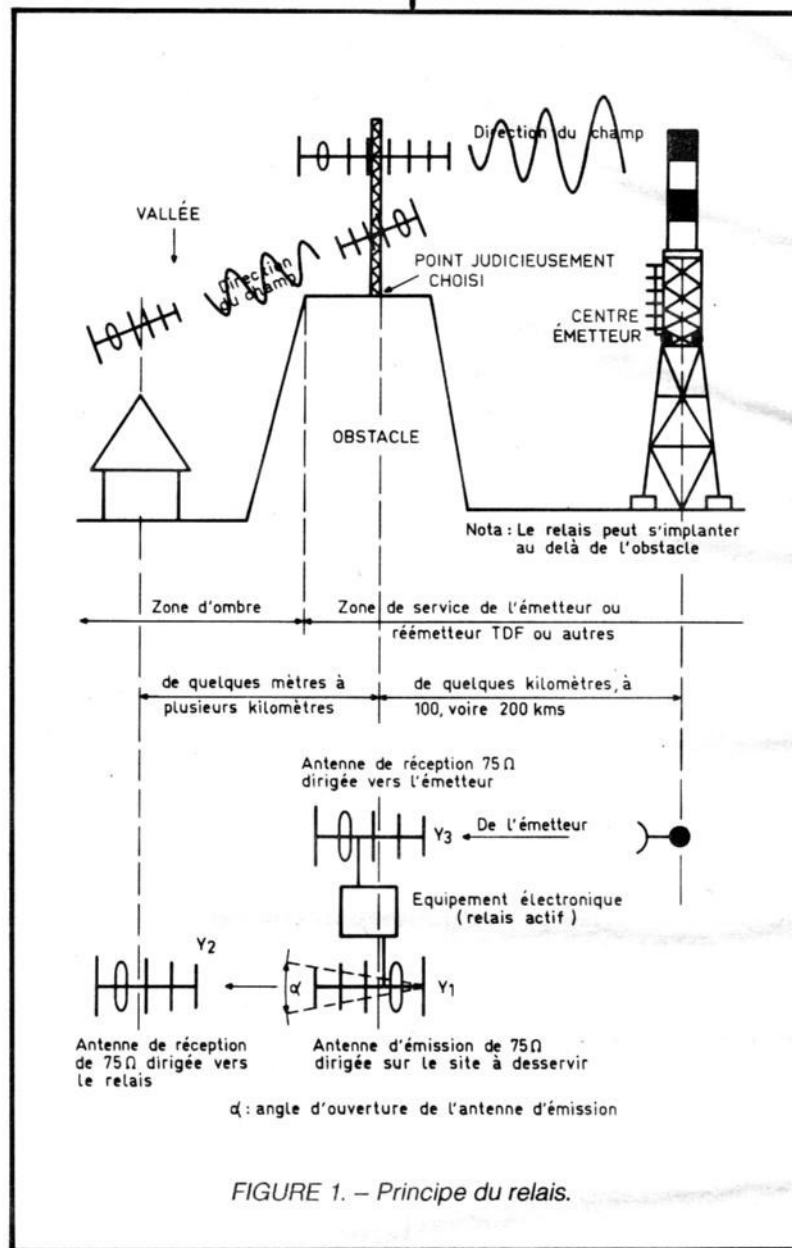 Direction du champ
VALLÉE
Direction
du champ
POINT JUDICIEUSEMENT
CHOISI
CENTRE
ÉMETTEUR
OBSTACLE
Nota : Le relais peut s'implanter
au delà de l'obstacle
Zone d'ombre
Zone de service de l'émetteur ou
réémetteur TDF ou autres
de quelques mètres à
plusieurs kilomètres
de quelques kilomètres, à
100, voire 200 kms
Antenne de réception 75Ω
dirigée vers l'émetteur
Y3
De l'émetteur
Equipement électronique
(relais actif)
Y2
α
Y1
Antenne de réception
de 75Ω dirigée vers
le relais
Antenne d'émission de 75Ω
dirigée sur le site à desservir
α : angle d'ouverture de l'antenne d'émission
FIGURE 1. – Principe du relais.